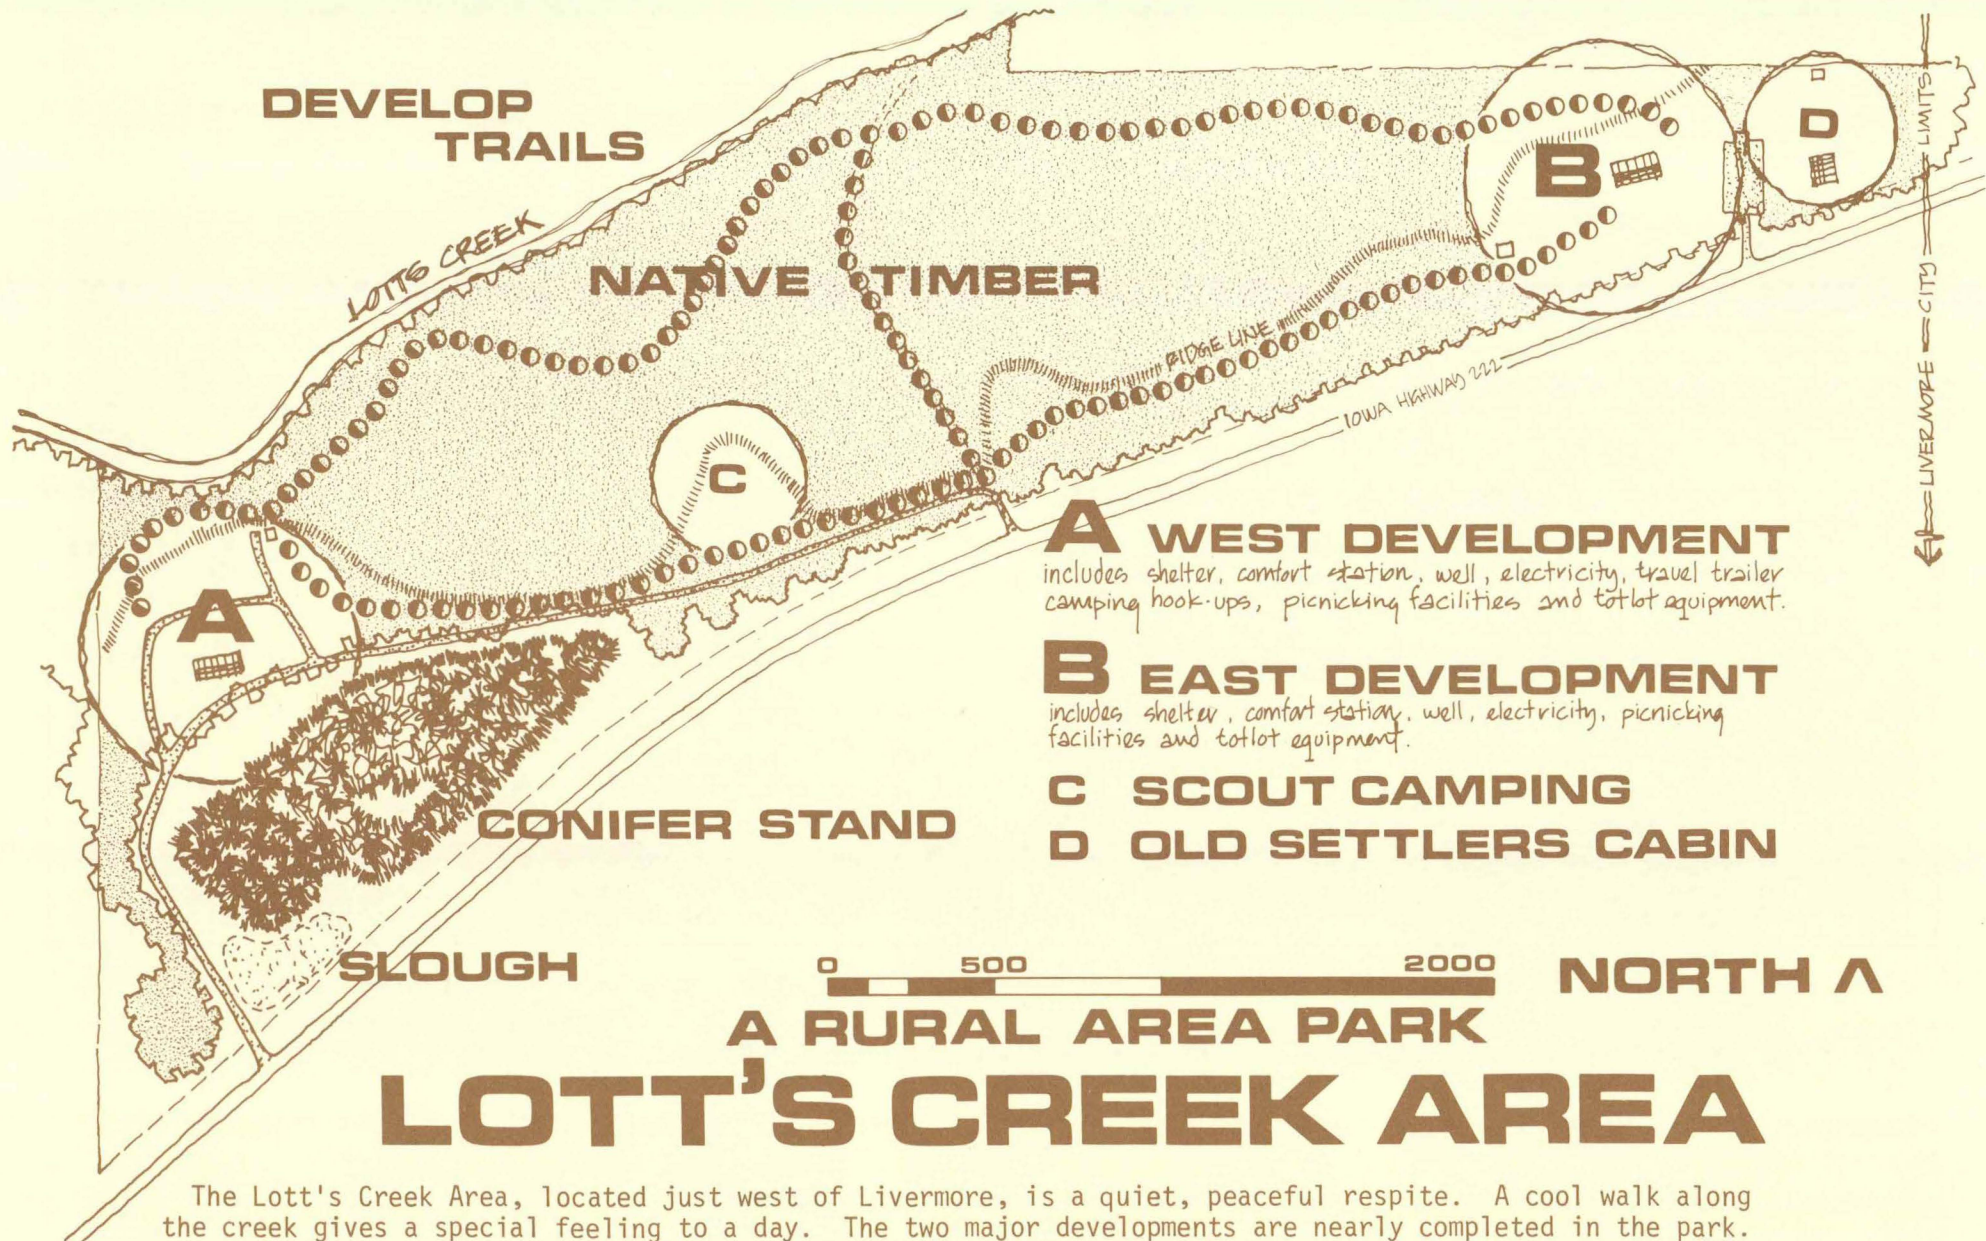 DEVELOP
TRAILS
LOTTS CREEK
NATIVE TIMBER
RIDGE LINE
IOWA HIGHWAY 222
B
D
C
A
LIVERMORE CITY LIMITS
A WEST DEVELOPMENT
includes shelter, comfort station, well, electricity, travel trailer
camping hook-ups, picnicking facilities and totlot equipment.
B EAST DEVELOPMENT
includes shelter, comfort station, well, electricity, picnicking
facilities and totlot equipment.
C SCOUT CAMPING
D OLD SETTLERS CABIN
CONIFER STAND
SLOUGH
0 500 2000
NORTH
A RURAL AREA PARK
LOTT'S CREEK AREA
The Lott's Creek Area, located just west of Livermore, is a quiet, peaceful respite. A cool walk along
the creek gives a special feeling to a day. The two major developments are nearly completed in the park.